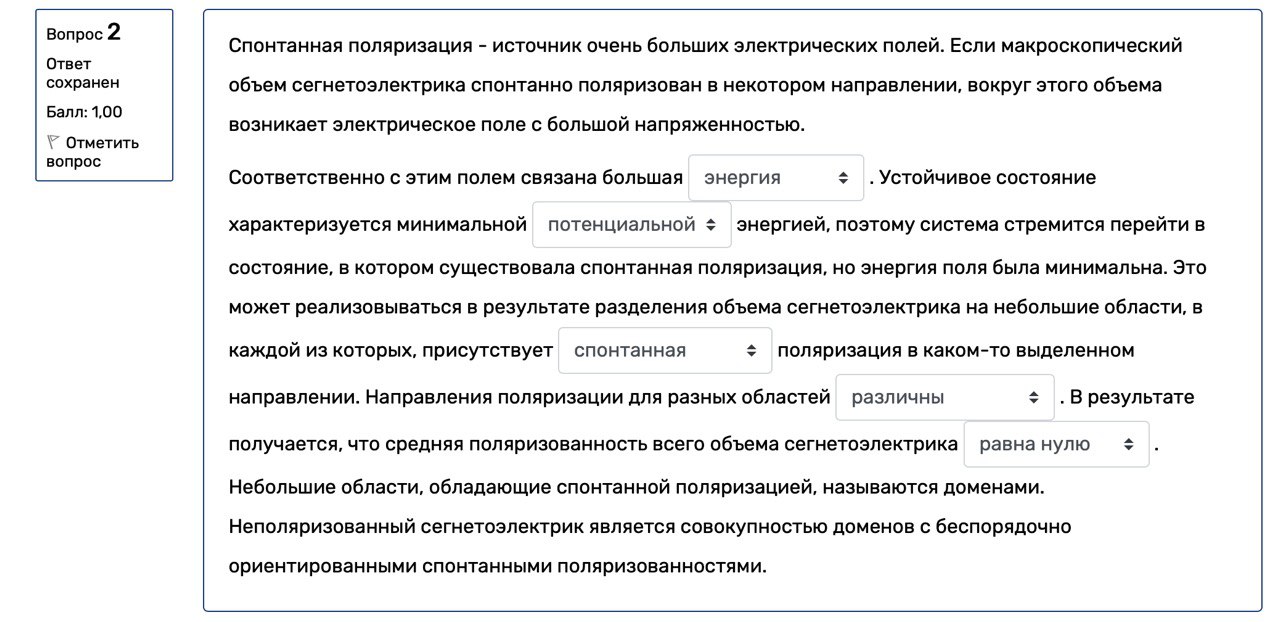 Вопрос 2
Ответ
сохранен
Балл: 1,00
Отметить
вопрос
Спонтанная поляризация - источник очень больших электрических полей. Если макроскопический
объем сегнетоэлектрика спонтанно поляризован в некотором направлении, вокруг этого объема
возникает электрическое поле с большой напряженностью.
Соответственно с этим полем связана большая энергия . Устойчивое состояние
характеризуется минимальной потенциальной энергией, поэтому система стремится перейти в
состояние, в котором существовала спонтанная поляризация, но энергия поля была минимальна. Это
может реализовываться в результате разделения объема сегнетоэлектрика на небольшие области, в
каждой из которых, присутствует спонтанная поляризация в каком-то выделенном
направлении. Направления поляризации для разных областей различны . В результате
получается, что средняя поляризованность всего объема сегнетоэлектрика равна нулю .
Небольшие области, обладающие спонтанной поляризацией, называются доменами.
Неполяризованный сегнетоэлектрик является совокупностью доменов с беспорядочно
ориентированными спонтанными поляризованностями.